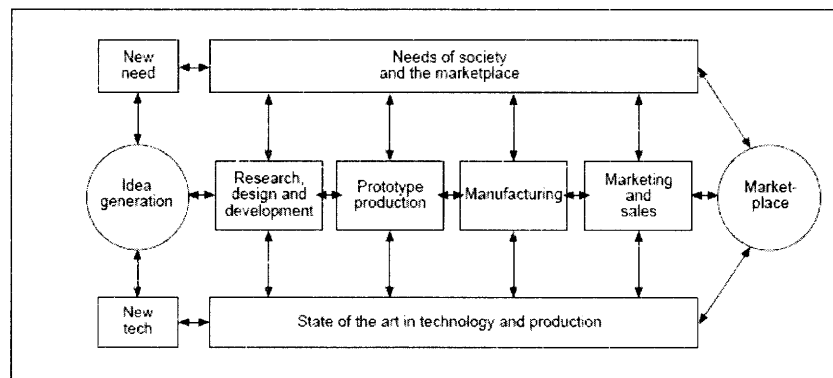 New
need
Needs of society
and the marketplace
Idea
generation
Research,
design and
development
Prototype
production
Manufacturing
Marketing
and
sales
Market-
place
New
tech
State of the art in technology and production